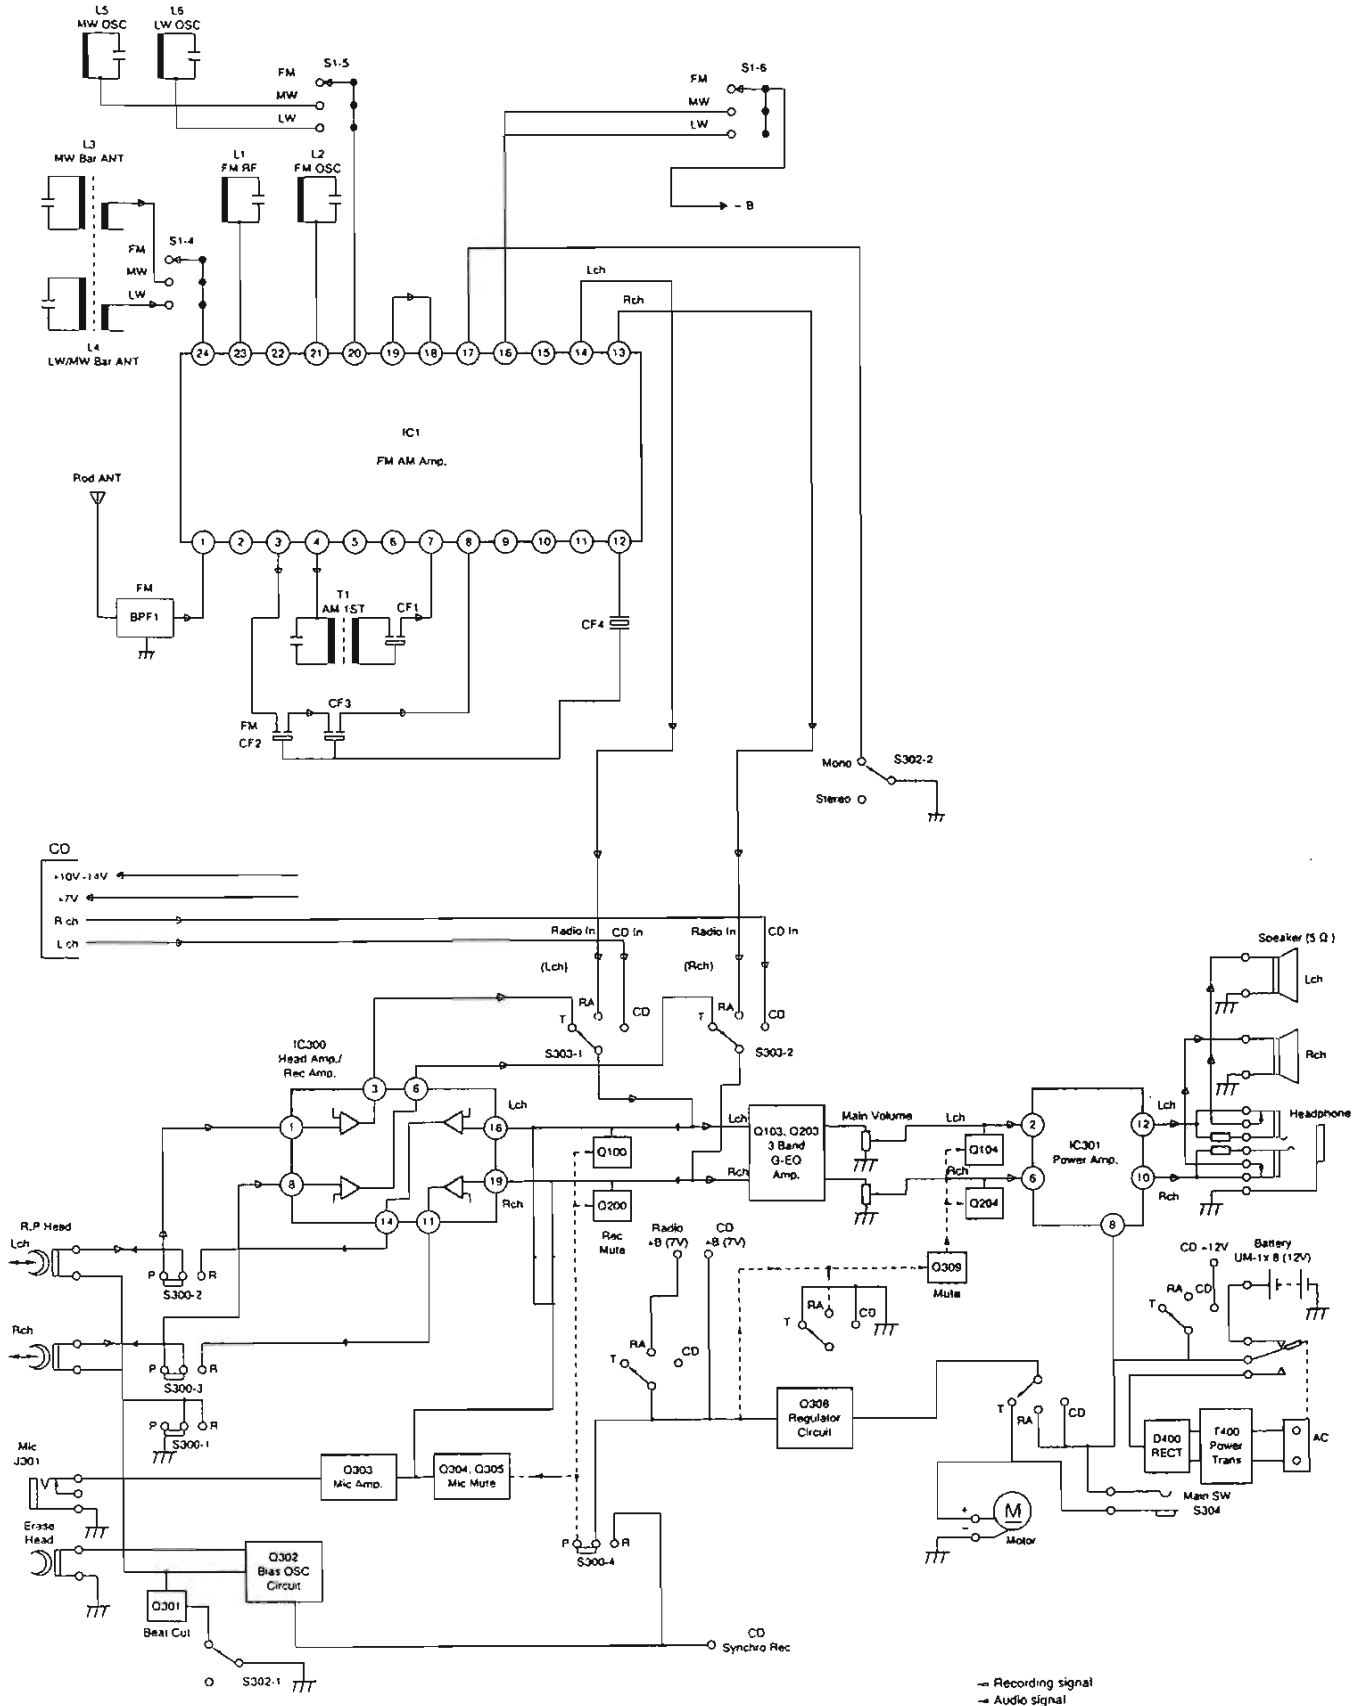 L5
MW OSC
L6
LW OSC
S1-5
FM
MW
LW
S1-6
FM
MW
LW
– B
L3
MW Bar ANT
L1
FM RF
L2
FM OSC
S1-4
FM
MW
LW
L4
LW/MW Bar ANT
Lch
Rch
24 23 22 21 20 19 18 17 16 15 14 13
IC1
FM AM Amp.
Rod ANT
1 2 3 4 5 6 7 8 9 10 11 12
FM
BPF1
T1
AM 1ST
CF1
CF4
CF3
FM
CF2
Mono
S302-2
Stereo
CD
+10V-14V
+7V
R ch
L ch
Radio In
CD In
(Lch)
Radio In
CD In
(Rch)
T
RA
CD
S303-1
T
RA
CD
S303-2
IC300
Head Amp./
Rec Amp.
3
6
1
8
16
19
14
11
Lch
Rch
Q100
Q200
Rec
Mute
Lch
Rch
Q103, Q203
3 Band
G-EQ
Amp.
Main Volume
Lch
Rch
Q104
Q204
2
6
IC301
Power Amp.
12
10
8
Lch
Rch
Speaker (5 Ω )
Lch
Rch
Headphone
R.P Head
Lch
P
R
S300-2
Rch
P
R
S300-3
P
R
S300-1
Radio
+B (7V)
CD
+B (7V)
T
RA
CD
T
RA
CD
Q309
Mute
CD +12V
T
RA
CD
Battery
UM-1x 8 (12V)
Q306
Regulator
Circuit
T
RA
CD
D400
RECT
T400
Power
Trans
AC
Main SW
S304
+
–
M
Motor
Mic
J301
Q303
Mic Amp.
Q304, Q305
Mic Mute
P
R
S300-4
Erase
Head
Q302
Bias OSC
Circuit
Q301
Beat Cut
S302-1
CD
Synchro Rec
Recording signal
Audio signal